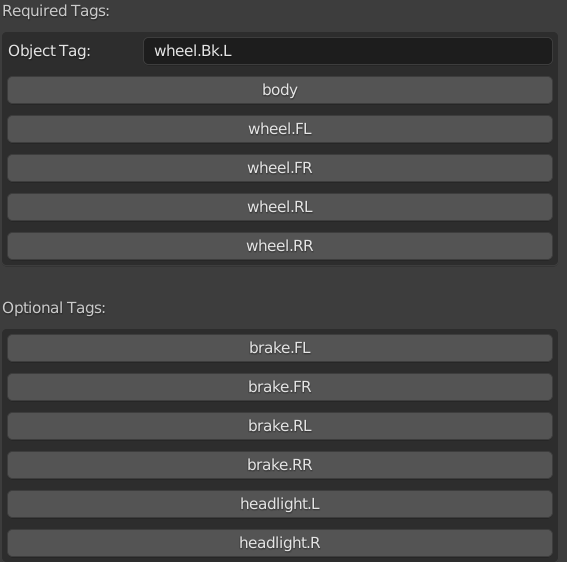 Required Tags:
Object Tag: wheel.Bk.L
body
wheel.FL
wheel.FR
wheel.RL
wheel.RR
Optional Tags:
brake.FL
brake.FR
brake.RL
brake.RR
headlight.L
headlight.R